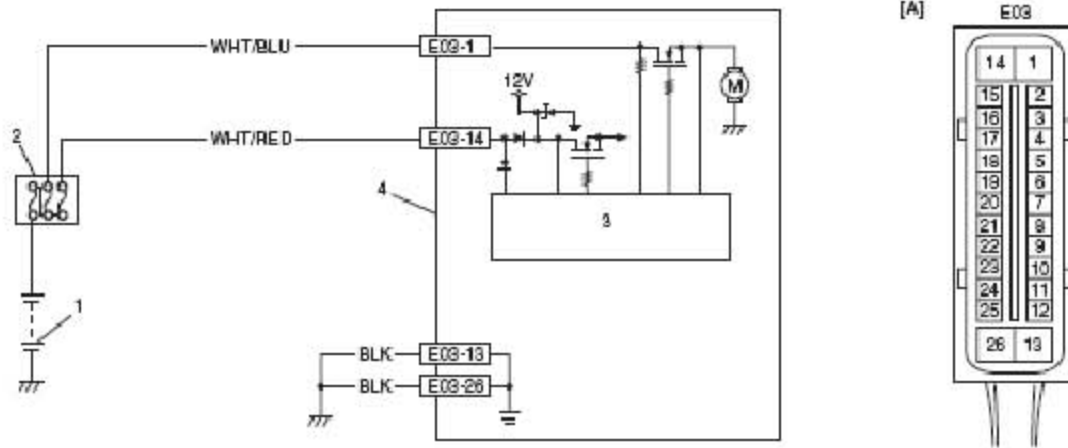 [A] E03
WHT/BLU E03-1
12V
M
WHT/RED E03-14
2
4
3
1
BLK E03-13
BLK E03-26
14 1
15 2
16 3
17 4
18 5
19 6
20 7
21 8
22 9
23 10
24 11
25 12
26 13